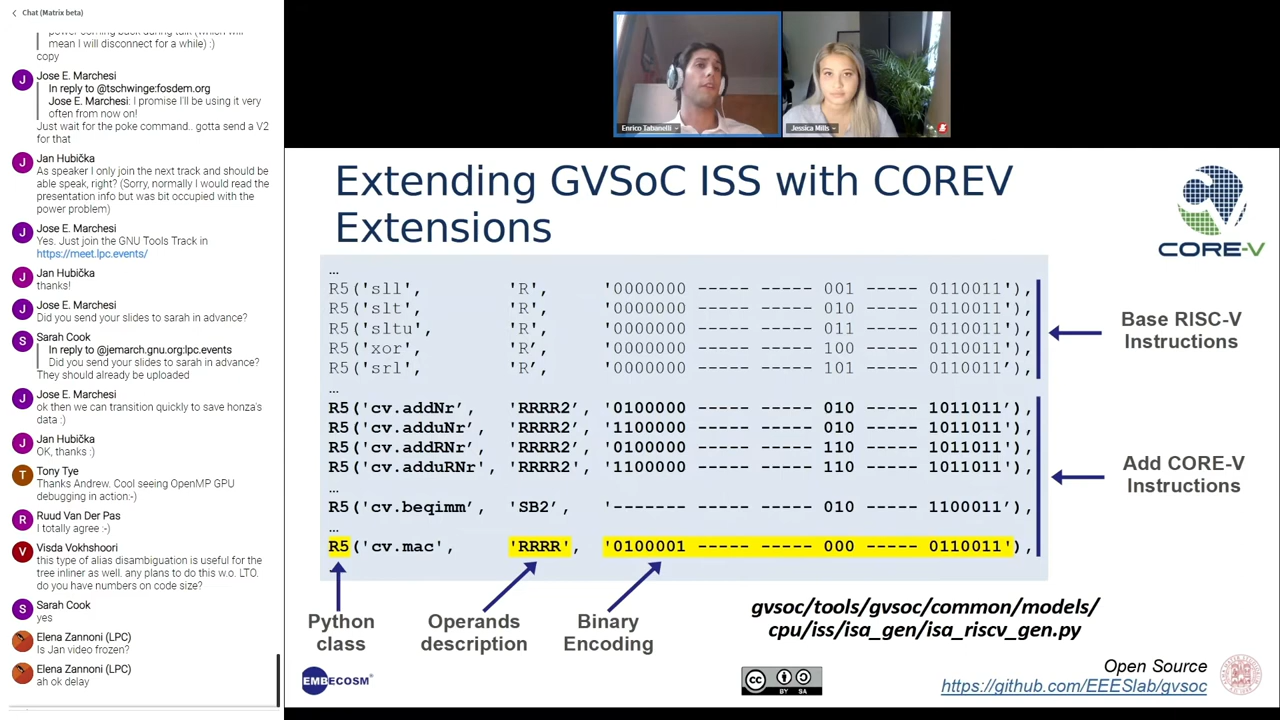 Chat (Matrix beta)
mean I will disconnect for a while) :)
copy
J
Jose E. Marchesi
In reply to @tschwinge:fosdem.org
Jose E. Marchesi: I promise I'll be using it very
often from now on!
Just wait for the poke command.. gotta send a V2
for that
J
Jan Hubička
As speaker I only join the next track and should be
able speak, right? (Sorry, normally I would read the
presentation info but was bit occupied with the
power problem)
J
Jose E. Marchesi
Yes. Just join the GNU Tools Track in
https://meet.lpc.events/
J
Jan Hubička
thanks!
J
Jose E. Marchesi
Did you send your slides to sarah in advance?
S
Sarah Cook
In reply to @jemarch.gnu.org:lpc.events
Did you send your slides to sarah in advance?
They should already be uploaded
J
Jose E. Marchesi
ok then we can transition quickly to save honza's
data :)
J
Jan Hubička
OK, thanks :)
T
Tony Tye
Thanks Andrew. Cool seeing OpenMP GPU
debugging in action:-)
R
Ruud Van Der Pas
I totally agree :-)
V
Visda Vokhshoori
this type of alias disambiguation is useful for the
tree inliner as well. any plans to do this w.o. LTO.
do you have numbers on code size?
S
Sarah Cook
yes
Elena Zannoni (LPC)
Is Jan video frozen?
Elena Zannoni (LPC)
ah ok delay
Enrico Tabanelli
Jessica Mills
Extending GVSoC ISS with COREV
Extensions
CORE-V
…
R5('sll', 'R', '0000000 ----- ----- 001 ----- 0110011'),
R5('slt', 'R', '0000000 ----- ----- 010 ----- 0110011'),
R5('sltu', 'R', '0000000 ----- ----- 011 ----- 0110011'),
R5('xor', 'R’, '0000000 ----- ----- 100 ----- 0110011'),
R5('srl', 'R’, '0000000 ----- ----- 101 ----- 0110011’),
…
R5('cv.addNr’, 'RRRR2’, '0100000 ----- ----- 010 ----- 1011011’),
R5('cv.adduNr’, 'RRRR2', '1100000 ----- ----- 010 ----- 1011011'),
R5('cv.addRNr’, 'RRRR2’, '0100000 ----- ----- 110 ----- 1011011'),
R5('cv.adduRNr', 'RRRR2', '1100000 ----- ----- 110 ----- 1011011'),
…
R5('cv.beqimm’, 'SB2’, '------- ----- ----- 010 ----- 1100011'),
…
R5('cv.mac', 'RRRR', '0100001 ----- ----- 000 ----- 0110011'),
Base RISC-V
Instructions
Add CORE-V
Instructions
Python
class
Operands
description
Binary
Encoding
gvsoc/tools/gvsoc/common/models/
cpu/iss/isa_gen/isa_riscv_gen.py
EMBECOSM®
cc
BY SA
Open Source
https://github.com/EEESlab/gvsoc